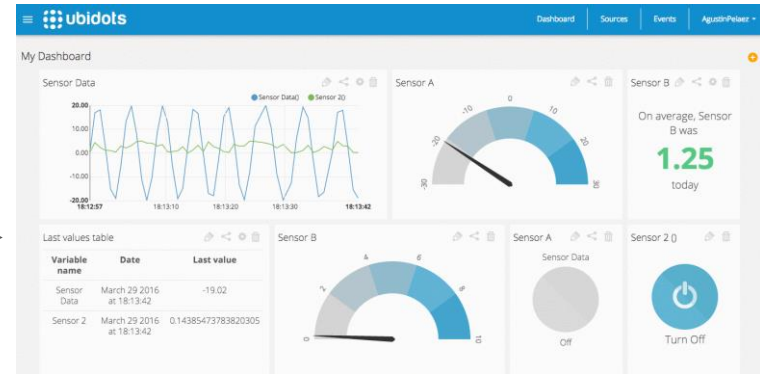 ubidots
Dashboard Sources Events AgustinPelaez
My Dashboard
Sensor Data
Sensor Data() Sensor 2()
20.00
10.00
0.00
-10.00
-20.00
18:12:57 18:13:10 18:13:20 18:13:30 18:13:42
Sensor A
-30 -20 -10 0 10 20 30
Sensor B
On average, Sensor
B was
1.25
today
Last values table
Variable Date Last value
name
Sensor March 29 2016 -19.02
Data at 18:13:42
Sensor 2 March 29 2016 0.14385473783820305
at 18:13:42
Sensor B
0 2 4 6 8 10
Sensor A
Sensor Data
Off
Sensor 2 ()
Turn Off